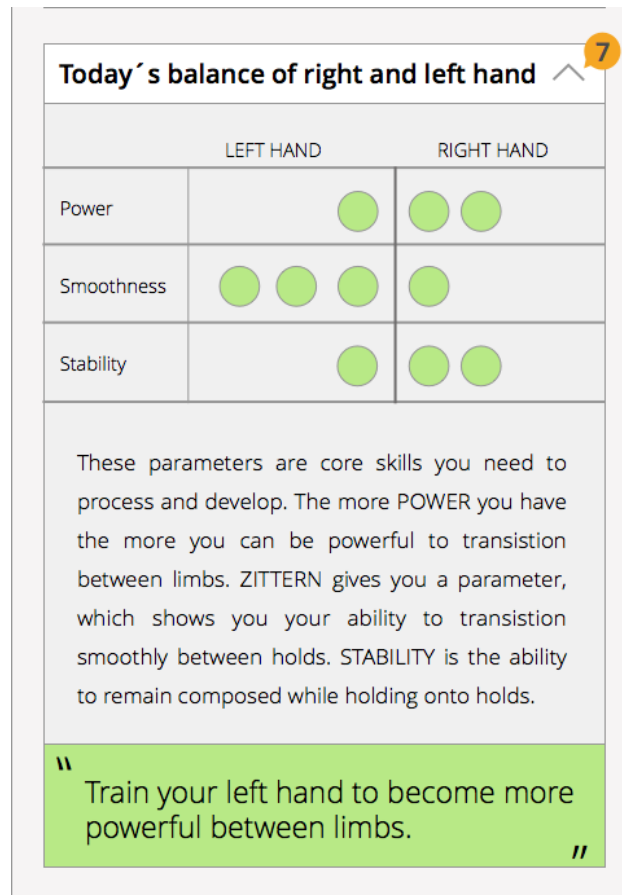 7
Today´s balance of right and left hand
LEFT HAND RIGHT HAND
Power
Smoothness
Stability
These parameters are core skills you need to
process and develop. The more POWER you have
the more you can be powerful to transistion
between limbs. ZITTERN gives you a parameter,
which shows you your ability to transistion
smoothly between holds. STABILITY is the ability
to remain composed while holding onto holds.
"
Train your left hand to become more
powerful between limbs.
"